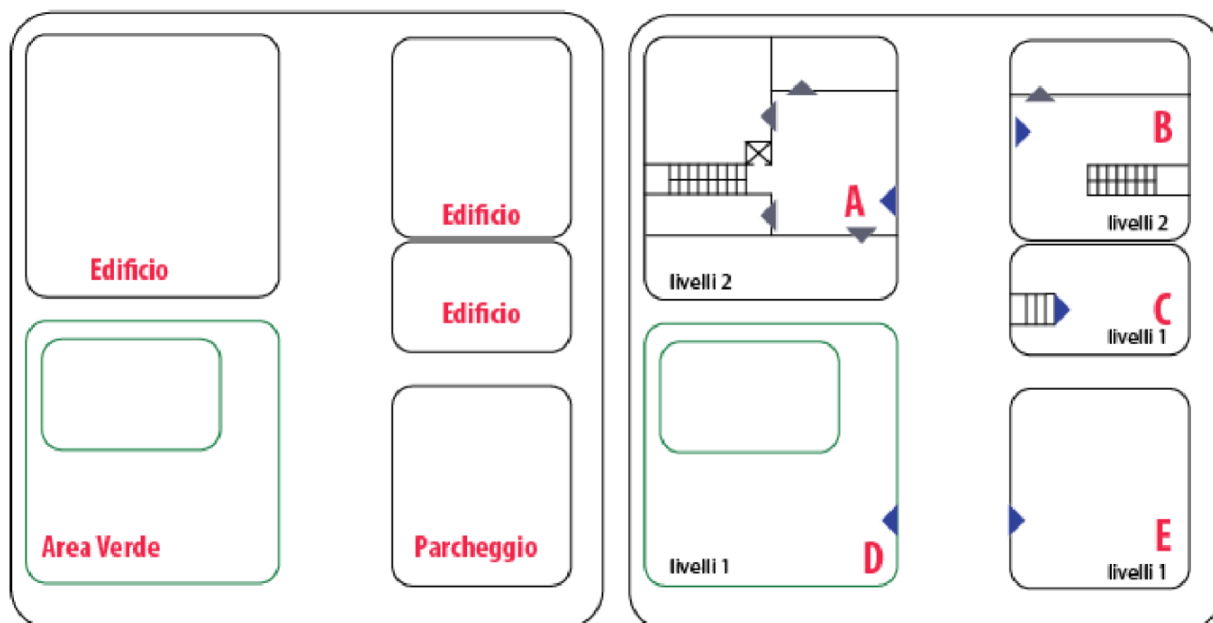 Edificio
Edificio
Edificio
Area Verde
Parcheggio
A
livelli 2
B
livelli 2
C
livelli 1
D
livelli 1
E
livelli 1